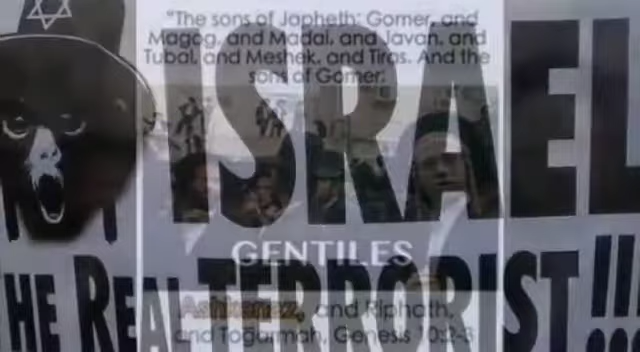 "The sons of Japheth: Gomer, and
Magog, and Madai, and Javan, and
Tubal, and Meshek, and Tiras. And the
sons of Gomer:
ISRAEL
GENTILES
HE REAL TERRORIST !!!
Ashkenaz, and Riphath,
and Togarmah, Genesis 10:2-3